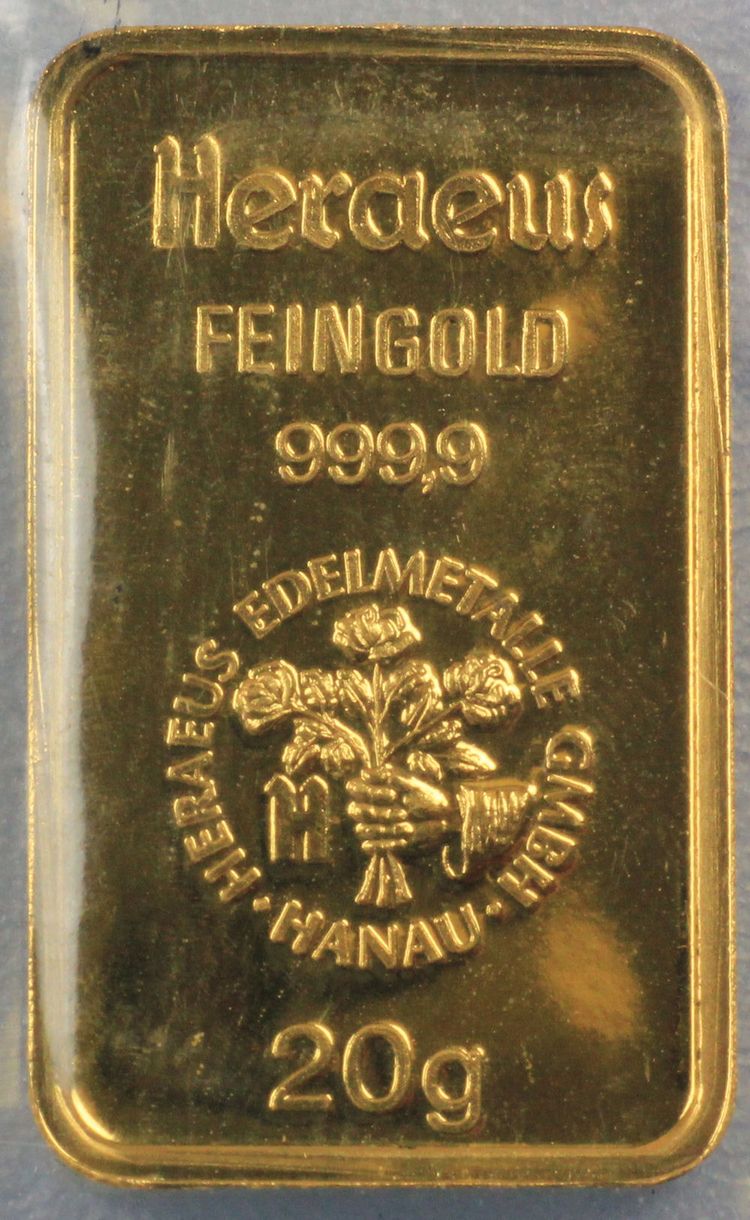 Heraeus
FEINGOLD
999,9
HERAEUS EDELMETALLE GMBH
H
· HANAU ·
20g